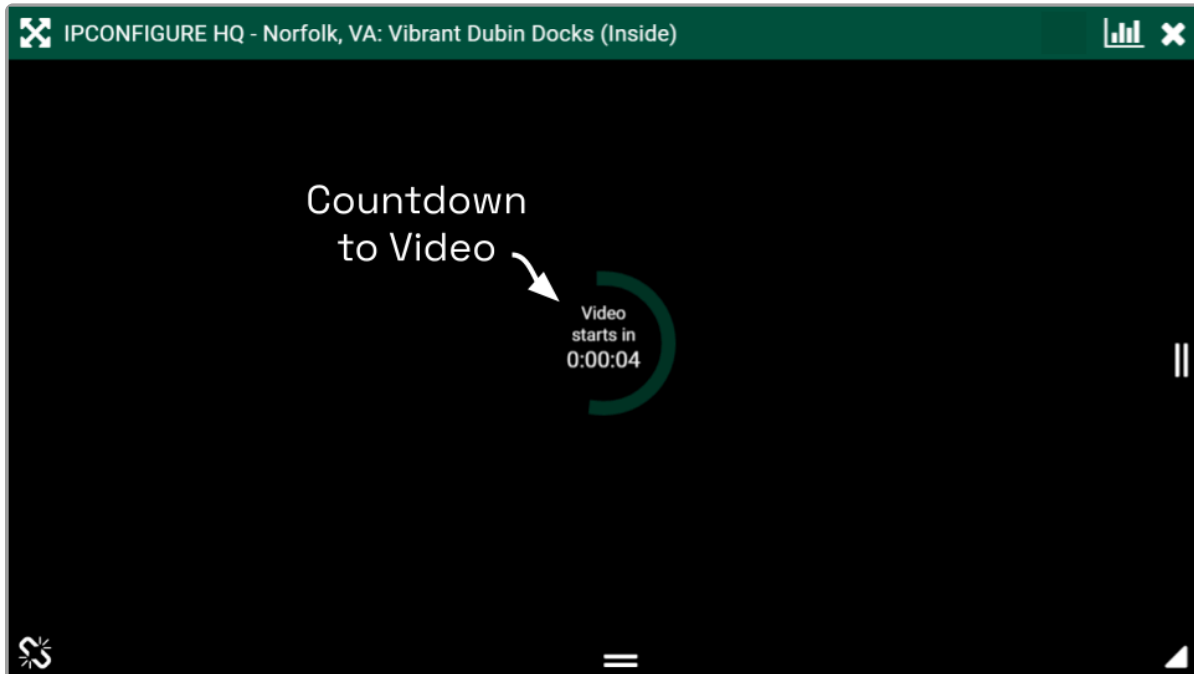 IPCONFIGURE HQ - Norfolk, VA: Vibrant Dubin Docks (Inside)
Countdown
to Video
Video
starts in
0:00:04